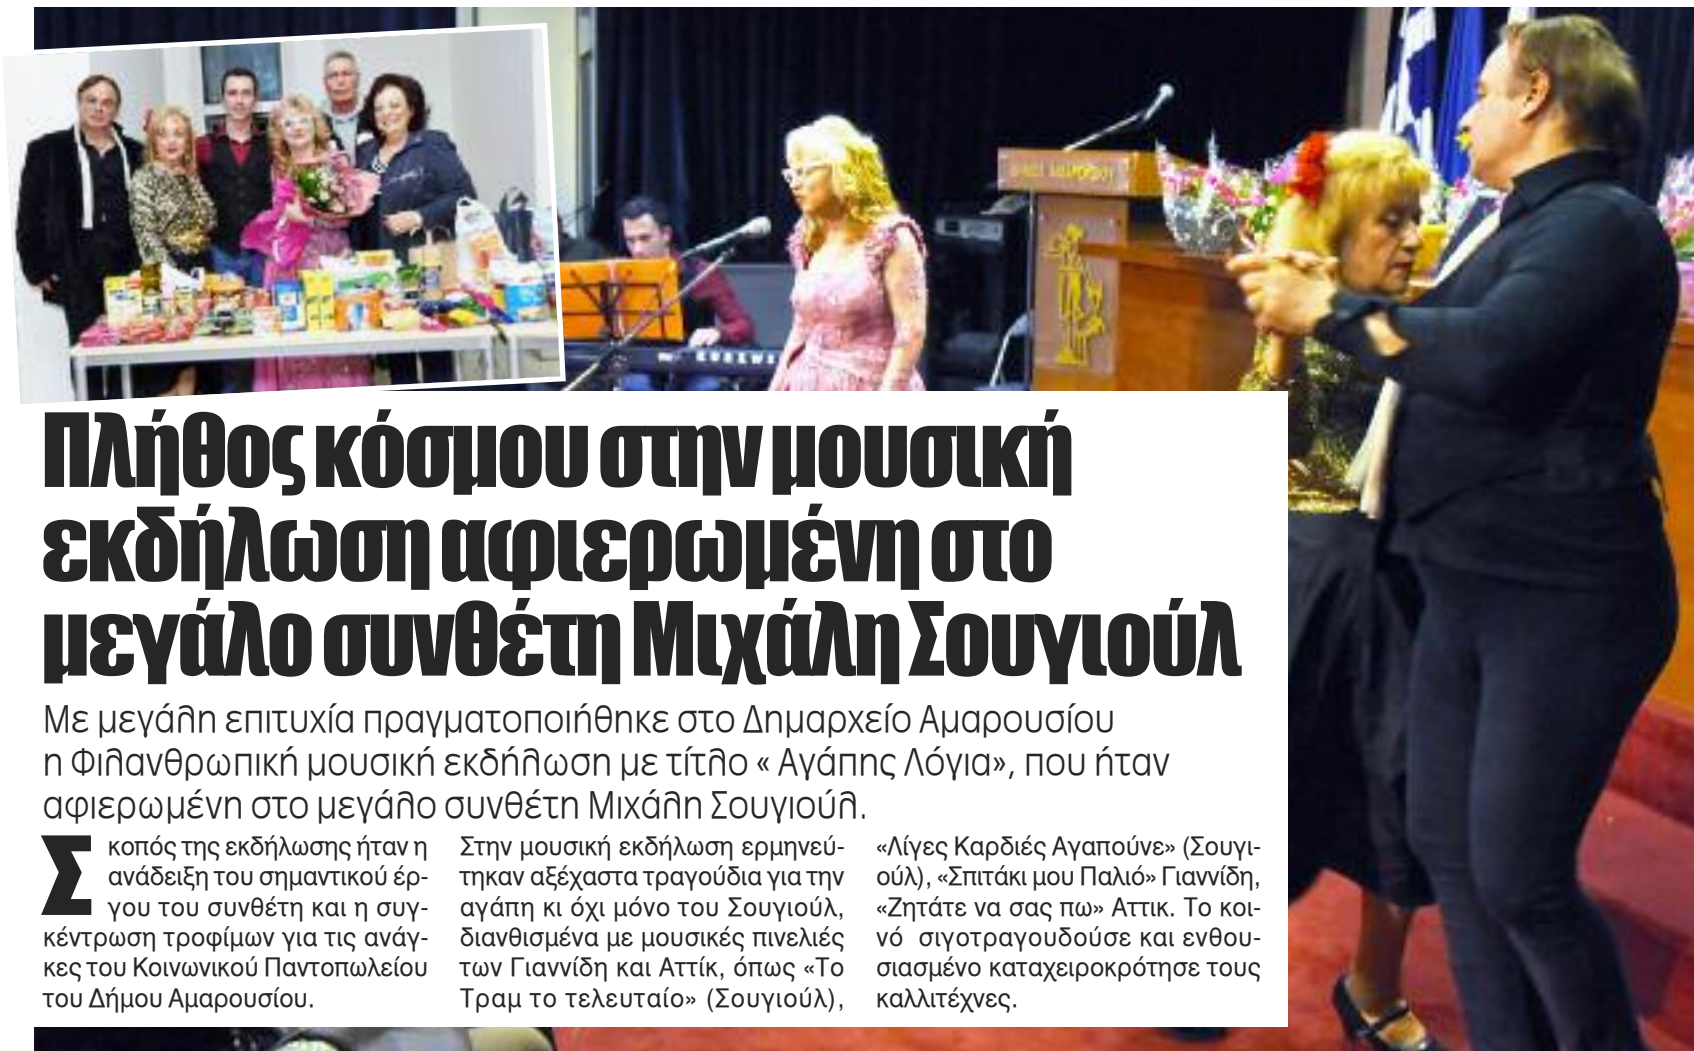 ΔΗΜΟΣ ΑΜΑΡΟΥΣΙΟΥ
KURZWEIL
Πλήθος κόσμου στην μουσική
εκδήλωση αφιερωμένη στο
μεγάλο συνθέτη Μιχάλη Σουγιούλ
Με μεγάλη επιτυχία πραγματοποιήθηκε στο Δημαρχείο Αμαρουσίου
η Φιλανθρωπική μουσική εκδήλωση με τίτλο « Αγάπης Λόγια», που ήταν
αφιερωμένη στο μεγάλο συνθέτη Μιχάλη Σουγιούλ.
Σκοπός της εκδήλωσης ήταν η
ανάδειξη του σημαντικού έρ-
γου του συνθέτη και η συγ-
κέντρωση τροφίμων για τις ανάγ-
κες του Κοινωνικού Παντοπωλείου
του Δήμου Αμαρουσίου.
Στην μουσική εκδήλωση ερμηνεύ-
τηκαν αξέχαστα τραγούδια για την
αγάπη κι όχι μόνο του Σουγιούλ,
διανθισμένα με μουσικές πινελιές
των Γιαννίδη και Αττίκ, όπως «Το
Τραμ το τελευταίο» (Σουγιούλ),
«Λίγες Καρδιές Αγαπούνε» (Σουγι-
ούλ), «Σπιτάκι μου Παλιό» Γιαννίδη,
«Ζητάτε να σας πω» Αττικ. Το κοι-
νό σιγοτραγουδούσε και ενθου-
σιασμένο καταχειροκρότησε τους
καλλιτέχνες.